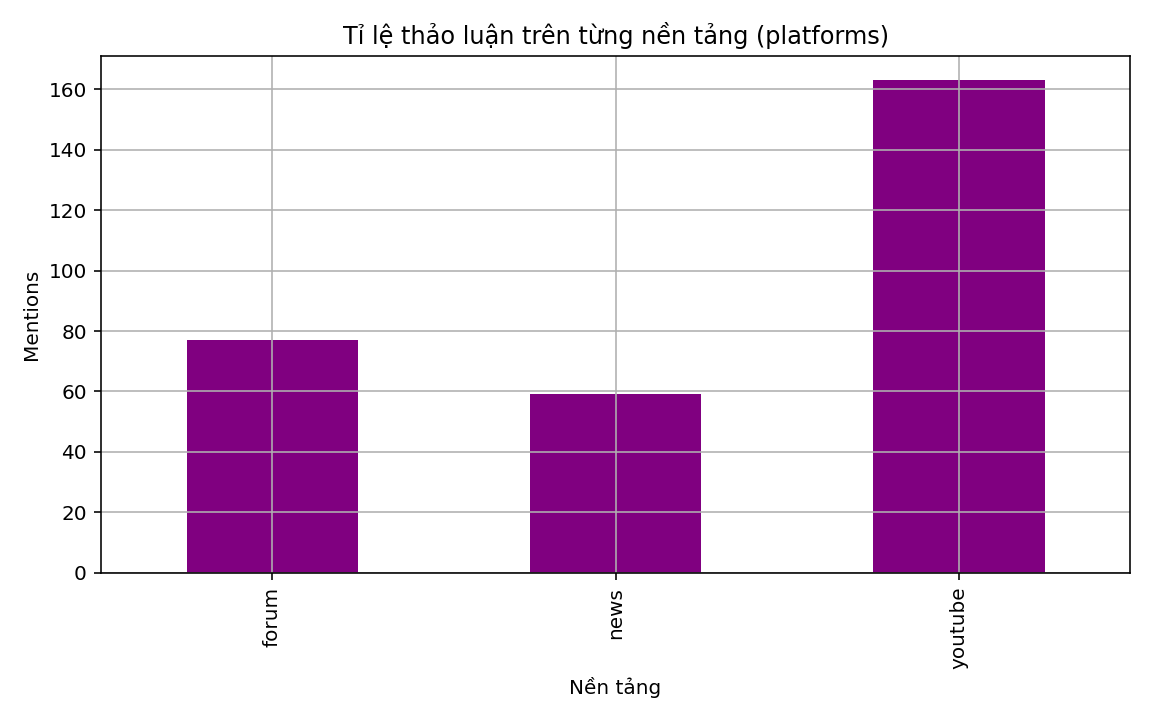 Tỉ lệ thảo luận trên từng nền tảng (platforms)
Mentions
160
140
120
100
80
60
40
20
0
forum
news
youtube
Nền tảng